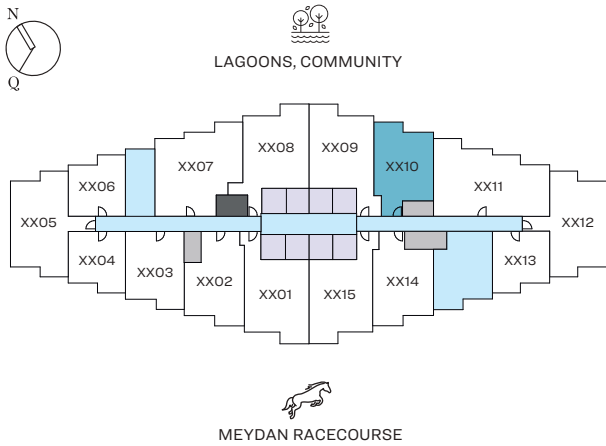 N
Q
LAGOONS, COMMUNITY
XX08 XX09
XX07 XX10
XX06 XX11
XX05 XX12
XX04 XX13
XX03 XX02 XX14
XX01 XX15
MEYDAN RACECOURSE